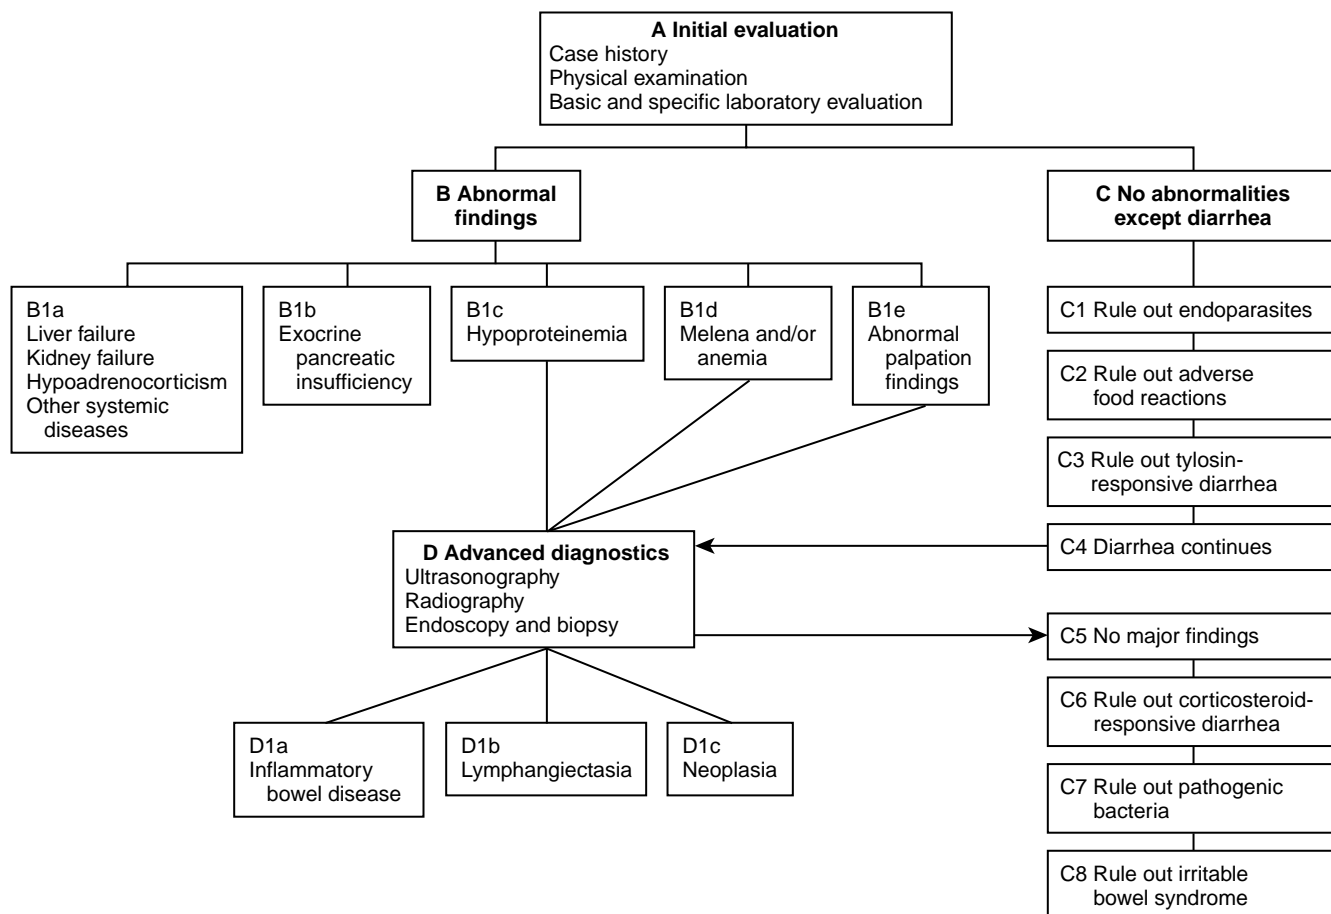 A Initial evaluation
Case history
Physical examination
Basic and specific laboratory evaluation
B Abnormal
findings
C No abnormalities
except diarrhea
B1a
Liver failure
Kidney failure
Hypoadrenocorticism
Other systemic
diseases
B1b
Exocrine
pancreatic
insufficiency
B1c
Hypoproteinemia
B1d
Melena and/or
anemia
B1e
Abnormal
palpation
findings
C1 Rule out endoparasites
C2 Rule out adverse
food reactions
C3 Rule out tylosin-
responsive diarrhea
C4 Diarrhea continues
D Advanced diagnostics
Ultrasonography
Radiography
Endoscopy and biopsy
C5 No major findings
C6 Rule out corticosteroid-
responsive diarrhea
C7 Rule out pathogenic
bacteria
C8 Rule out irritable
bowel syndrome
D1a
Inflammatory
bowel disease
D1b
Lymphangiectasia
D1c
Neoplasia